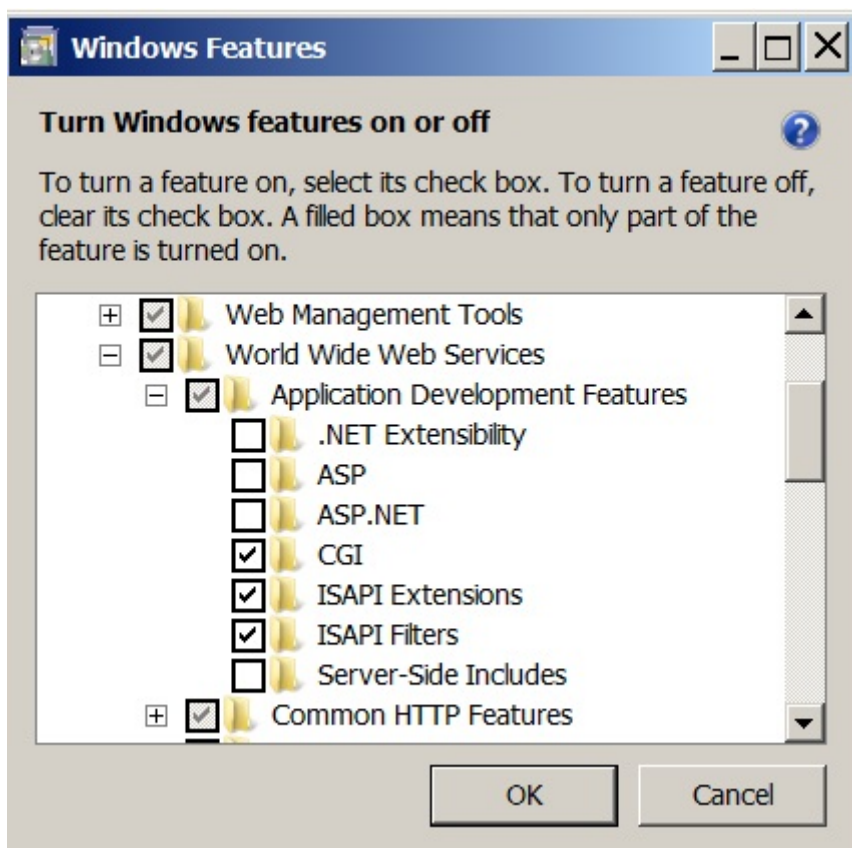 Windows Features
Turn Windows features on or off
To turn a feature on, select its check box. To turn a feature off,
clear its check box. A filled box means that only part of the
feature is turned on.
Web Management Tools
World Wide Web Services
Application Development Features
.NET Extensibility
ASP
ASP.NET
CGI
ISAPI Extensions
ISAPI Filters
Server-Side Includes
Common HTTP Features
OK Cancel